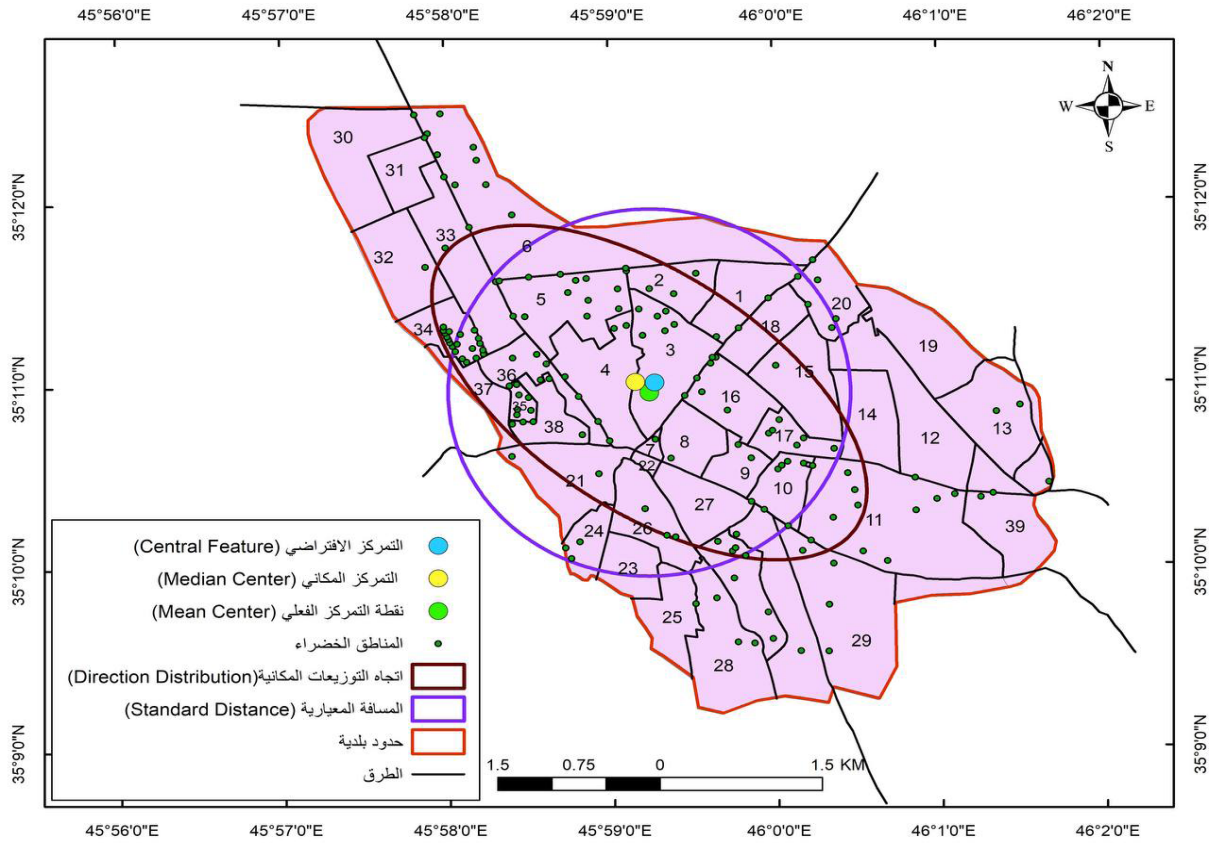 45°56'0"E 45°57'0"E 45°58'0"E 45°59'0"E 46°0'0"E 46°1'0"E 46°2'0"E
N
W E
S
35°12'0"N 35°12'0"N
35°11'0"N 35°11'0"N
35°10'0"N 35°10'0"N
35°9'0"N 35°9'0"N
30
31
33
32
6
34
5
2
1
20
18
19
3
4
15
36
37
35
38
16
14
12
13
17
8
7
22
9
10
21
27
11
39
24
26
23
25
28
29
التمركز الافتراضي (Central Feature)
التمركز المكاني (Median Center)
نقطة التمركز الفعلي (Mean Center)
المناطق الخضراء
اتجاه التوزيعات المكانية(Direction Distribution)
المسافة المعيارية (Standard Distance)
حدود بلدية
الطرق
1.5 0.75 0 1.5 KM
45°56'0"E 45°57'0"E 45°58'0"E 45°59'0"E 46°0'0"E 46°1'0"E 46°2'0"E